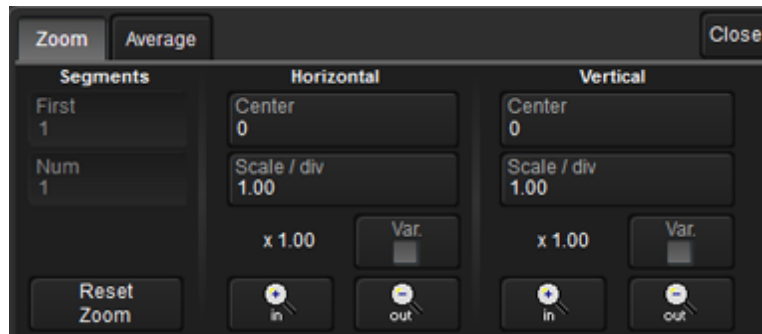 Zoom Average Close
Segments Horizontal Vertical
First Center Center
1 0 0
Num Scale / div Scale / div
1 1.00 1.00
x 1.00 Var. x 1.00 Var.
Reset
Zoom
in out in out